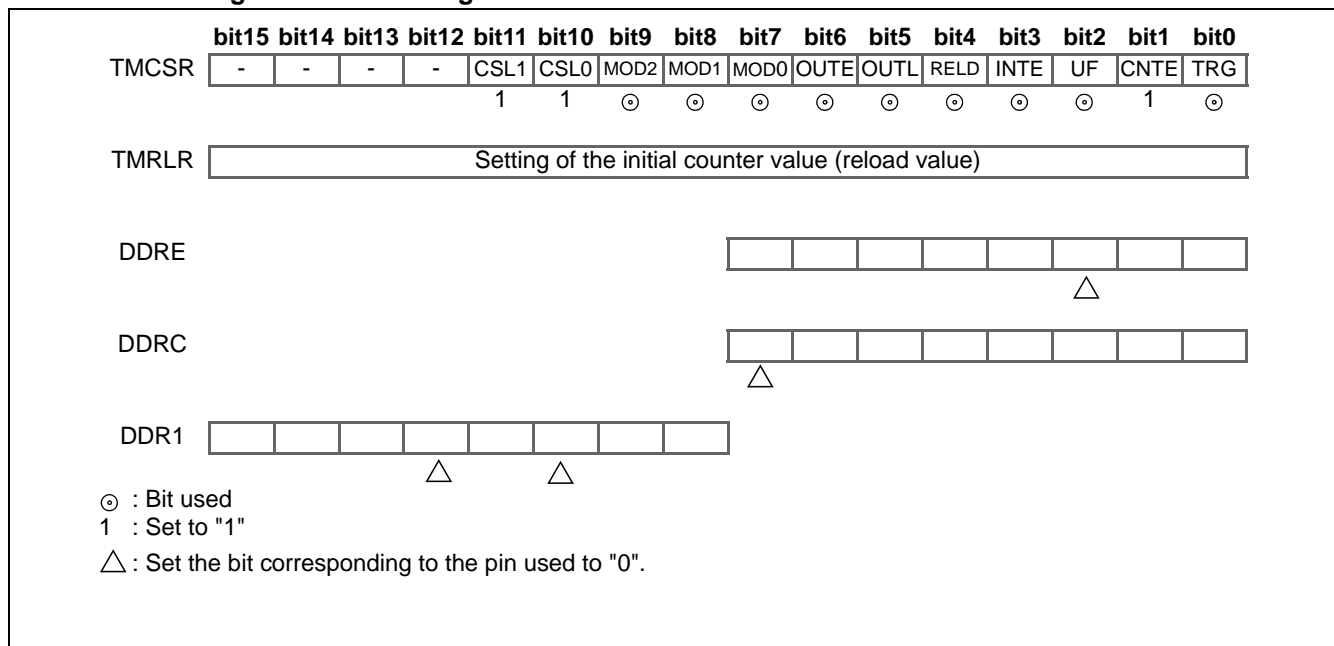 bit15 bit14 bit13 bit12 bit11 bit10 bit9 bit8 bit7 bit6 bit5 bit4 bit3 bit2 bit1 bit0
TMCSR - - - - CSL1 CSL0 MOD2 MOD1 MOD0 OUTE OUTL RELD INTE UF CNTE TRG
1 1 ⊙ ⊙ ⊙ ⊙ ⊙ ⊙ ⊙ ⊙ 1 ⊙
TMRLR Setting of the initial counter value (reload value)
DDRE
△
DDRC
△
DDR1
△ △
⊙ : Bit used
1 : Set to "1"
△ : Set the bit corresponding to the pin used to "0".